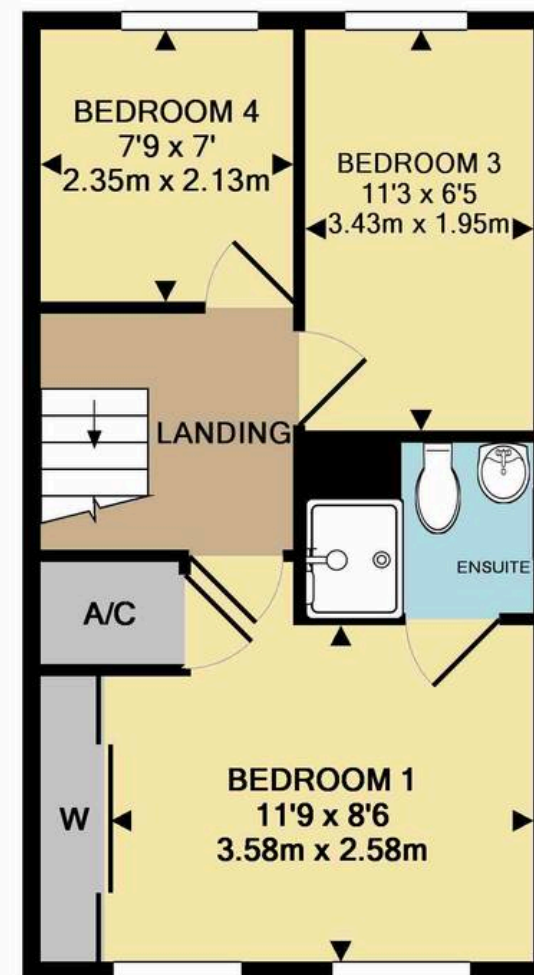 BEDROOM 4
7'9 x 7'
2.35m x 2.13m
BEDROOM 3
11'3 x 6'5
3.43m x 1.95m
LANDING
ENSUITE
A/C
W
BEDROOM 1
11'9 x 8'6
3.58m x 2.58m